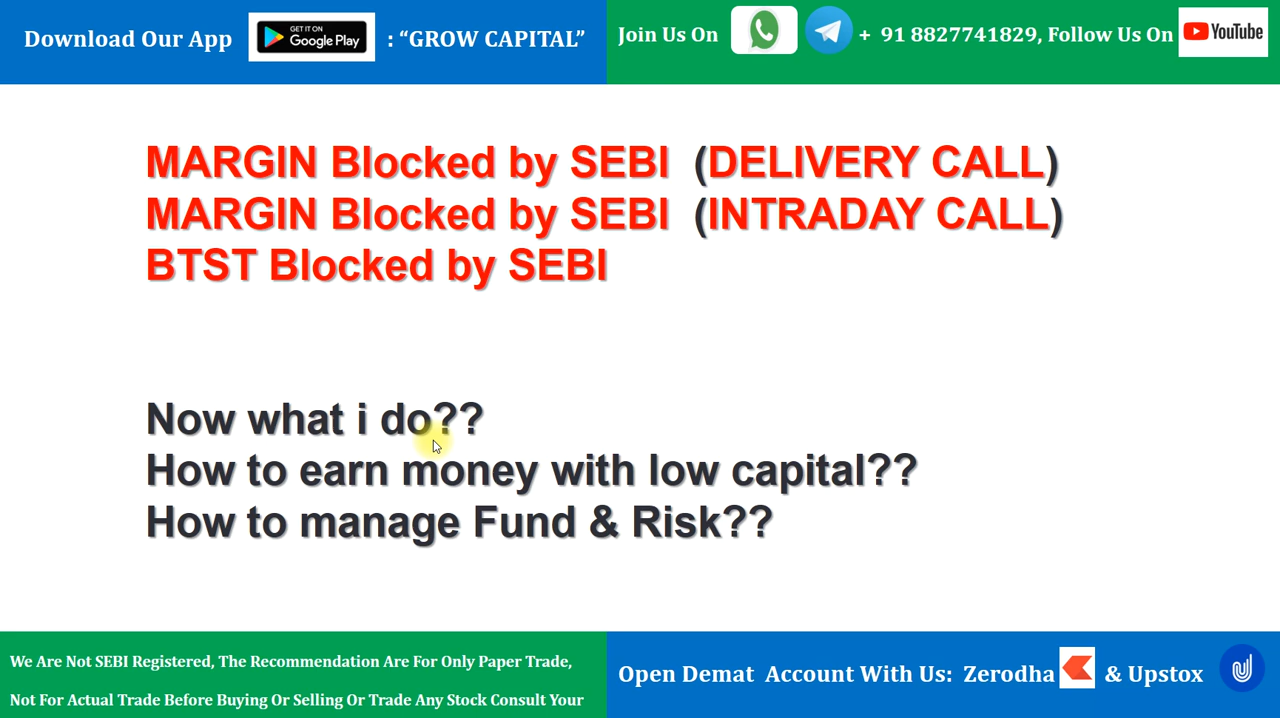 Download Our App GET IT ON Google Play : “GROW CAPITAL”
Join Us On + 91 8827741829, Follow Us On YouTube
MARGIN Blocked by SEBI (DELIVERY CALL)
MARGIN Blocked by SEBI (INTRADAY CALL)
BTST Blocked by SEBI
Now what i do??
How to earn money with low capital??
How to manage Fund & Risk??
We Are Not SEBI Registered, The Recommendation Are For Only Paper Trade,
Not For Actual Trade Before Buying Or Selling Or Trade Any Stock Consult Your
Open Demat Account With Us: Zerodha & Upstox